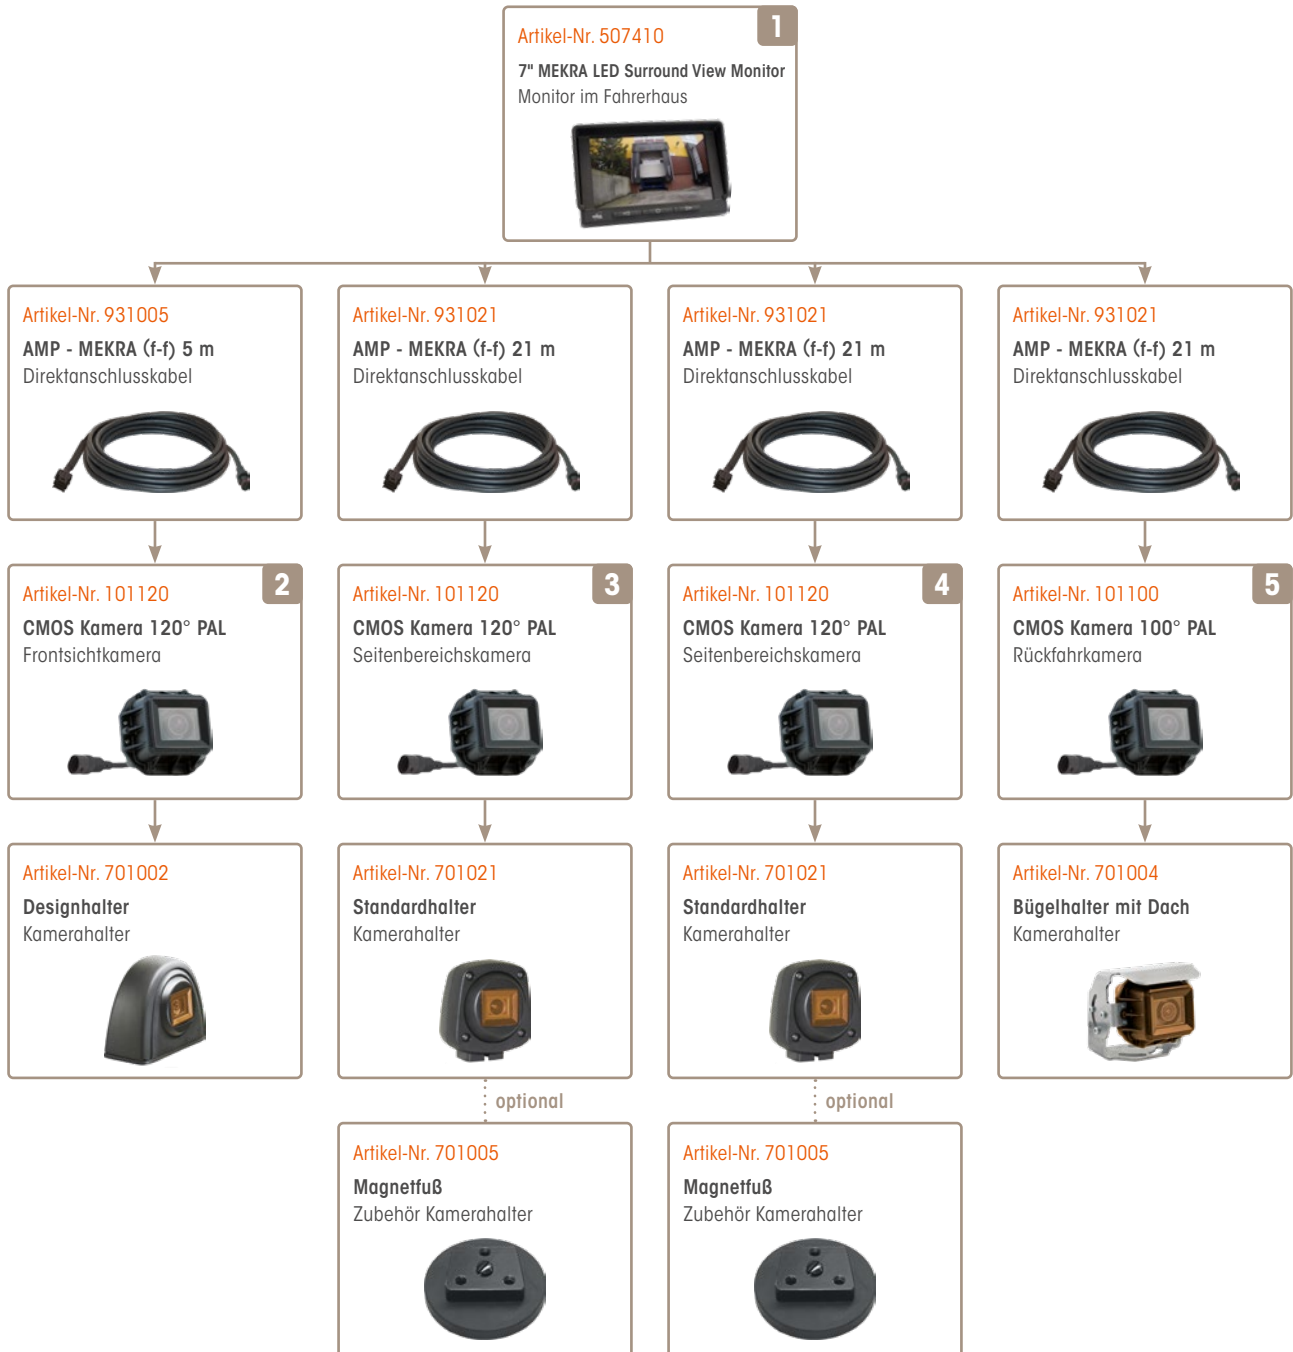 Artikel-Nr. 507410
1
7" MEKRA LED Surround View Monitor
Monitor im Fahrerhaus
Artikel-Nr. 931005
AMP - MEKRA (f-f) 5 m
Direktanschlusskabel
Artikel-Nr. 931021
AMP - MEKRA (f-f) 21 m
Direktanschlusskabel
Artikel-Nr. 931021
AMP - MEKRA (f-f) 21 m
Direktanschlusskabel
Artikel-Nr. 931021
AMP - MEKRA (f-f) 21 m
Direktanschlusskabel
Artikel-Nr. 101120
2
CMOS Kamera 120° PAL
Frontsichtkamera
Artikel-Nr. 101120
3
CMOS Kamera 120° PAL
Seitenbereichskamera
Artikel-Nr. 101120
4
CMOS Kamera 120° PAL
Seitenbereichskamera
Artikel-Nr. 101100
5
CMOS Kamera 100° PAL
Rückfahrkamera
Artikel-Nr. 701002
Designhalter
Kamerahalter
Artikel-Nr. 701021
Standardhalter
Kamerahalter
Artikel-Nr. 701021
Standardhalter
Kamerahalter
Artikel-Nr. 701004
Bügelhalter mit Dach
Kamerahalter
optional
optional
Artikel-Nr. 701005
Magnetfuß
Zubehör Kamerahalter
Artikel-Nr. 701005
Magnetfuß
Zubehör Kamerahalter